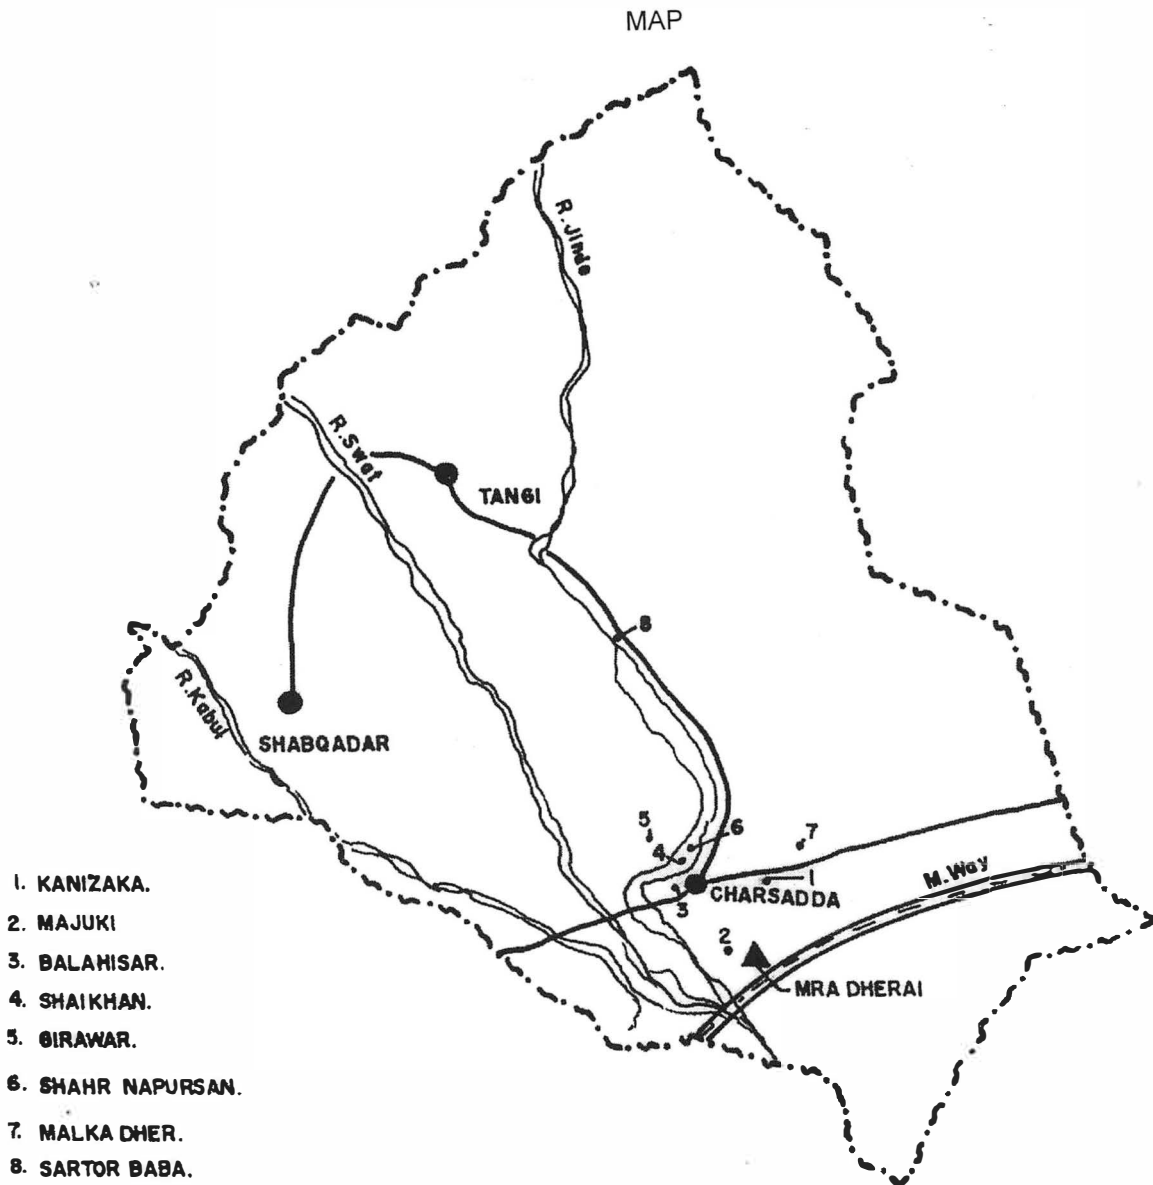 MAP
R.Jinde
R.Swat
TANGI
8
R.Kabul
SHABQADAR
5
6
7
4
M.Way
1
CHARSADDA
3
2
MRA DHERAI
1. KANIZAKA.
2. MAJUKI
3. BALAHISAR.
4. SHAIKHAN.
5. GIRAWAR.
6. SHAHR NAPURSAN.
7. MALKA DHER.
8. SARTOR BABA.